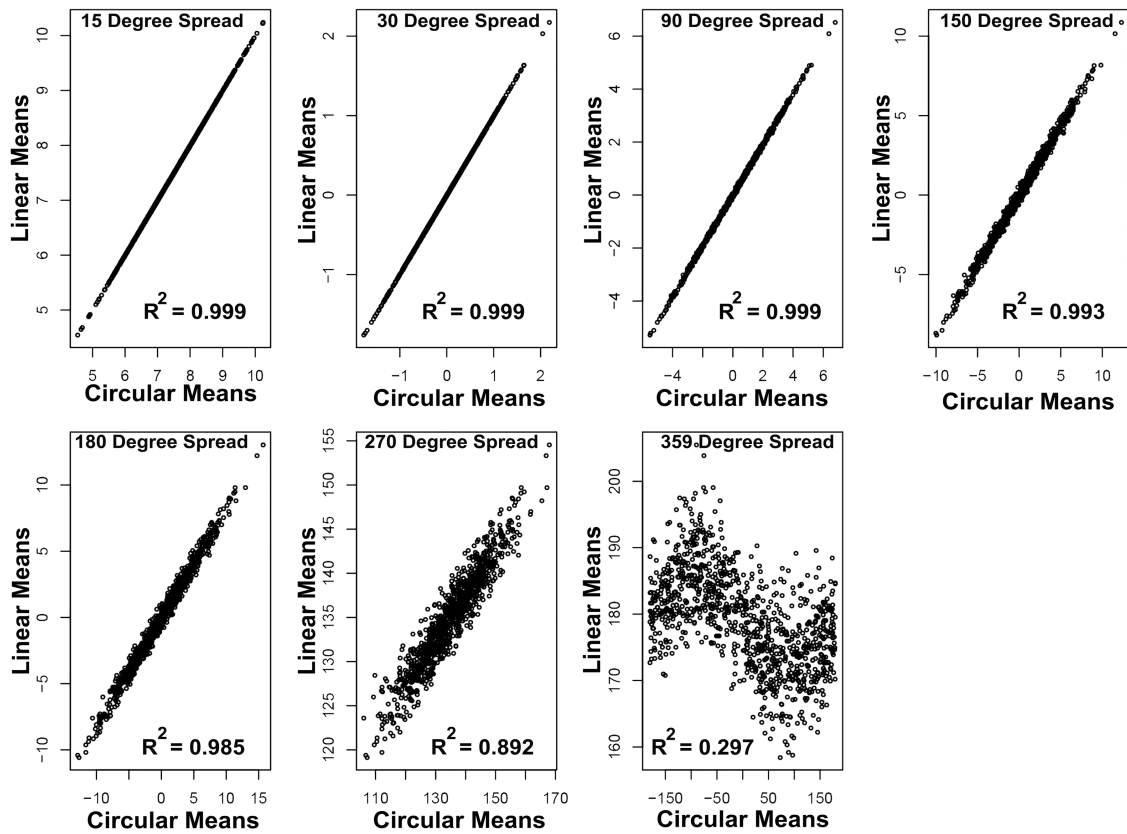 15 Degree Spread
Linear Means
5 6 7 8 9 10
R² = 0.999
5 6 7 8 9 10
Circular Means
30 Degree Spread
Linear Means
−1 0 1 2
R² = 0.999
−1 0 1 2
Circular Means
90 Degree Spread
Linear Means
−4 −2 0 2 4 6
R² = 0.999
−4 −2 0 2 4 6
Circular Means
150 Degree Spread
Linear Means
−5 0 5 10
R² = 0.993
−10 −5 0 5 10
Circular Means
180 Degree Spread
Linear Means
−10 −5 0 5 10
R² = 0.985
−10 −5 0 5 10 15
Circular Means
270 Degree Spread
Linear Means
120 125 130 135 140 145 150 155
R² = 0.892
110 130 150 170
Circular Means
359 Degree Spread
Linear Means
160 170 180 190 200
R² = 0.297
−150 −50 50 150
Circular Means